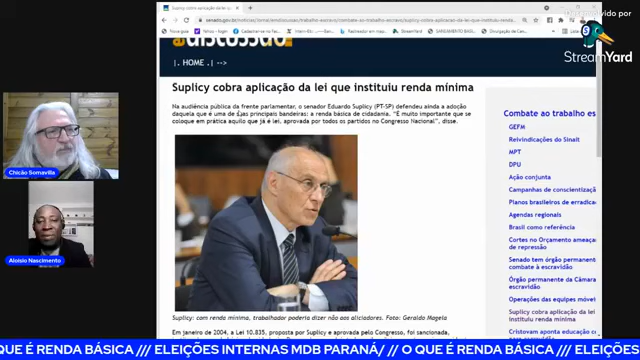 Suplicy cobra aplicação da lei que instituiu
em discussão
|. HOME .| -->
StreamYard
Suplicy cobra aplicação da lei que instituiu renda mínima
Na audiência pública da frente parlamentar, o senador Eduardo Suplicy (PT-SP) defendeu ainda a adoção
daquela que é uma de suas principais bandeiras: a renda básica de cidadania. "É muito importante que se
coloque em prática aquilo que já é lei, aprovada por todos os partidos no Congresso Nacional", disse.
Suplicy: com renda mínima, trabalhador poderia dizer não aos aliciadores. Foto: Geraldo Magela
Em janeiro de 2004, a Lei 10.835, proposta por Suplicy e aprovada pelo Congresso, foi sancionada,
Combate ao trabalho es
GEFM
Reivindicações do Sinait
MPT
DPU
Ação conjunta
Campanhas de conscientizaç
Planos brasileiros de erradica
Agendas regionais
Brasil como referência
Cortes no Orçamento ameaça
de repressão
Senado tem órgão permanent
combate à escravidão
Órgão permanente da Câmara
escravidão
Operações das equipes móvei
Suplicy cobra aplicação da lei
instituiu renda mínima
Cristovam aponta educação c
Chicão Somavilla
Aloisio Nascimento
QUE É RENDA BÁSICA /// ELEIÇÕES INTERNAS MDB PARANÁ/ // O QUE É RENDA BÁSICA /// ELEIÇÕES